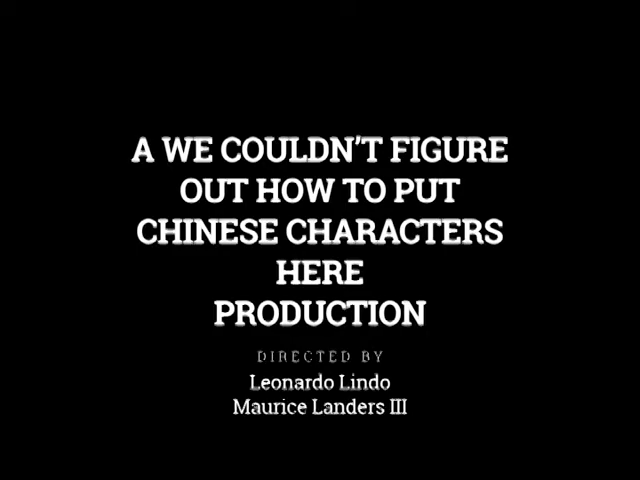 A WE COULDN'T FIGURE
OUT HOW TO PUT
CHINESE CHARACTERS
HERE
PRODUCTION
DIRECTED BY
Leonardo Lindo
Maurice Landers III